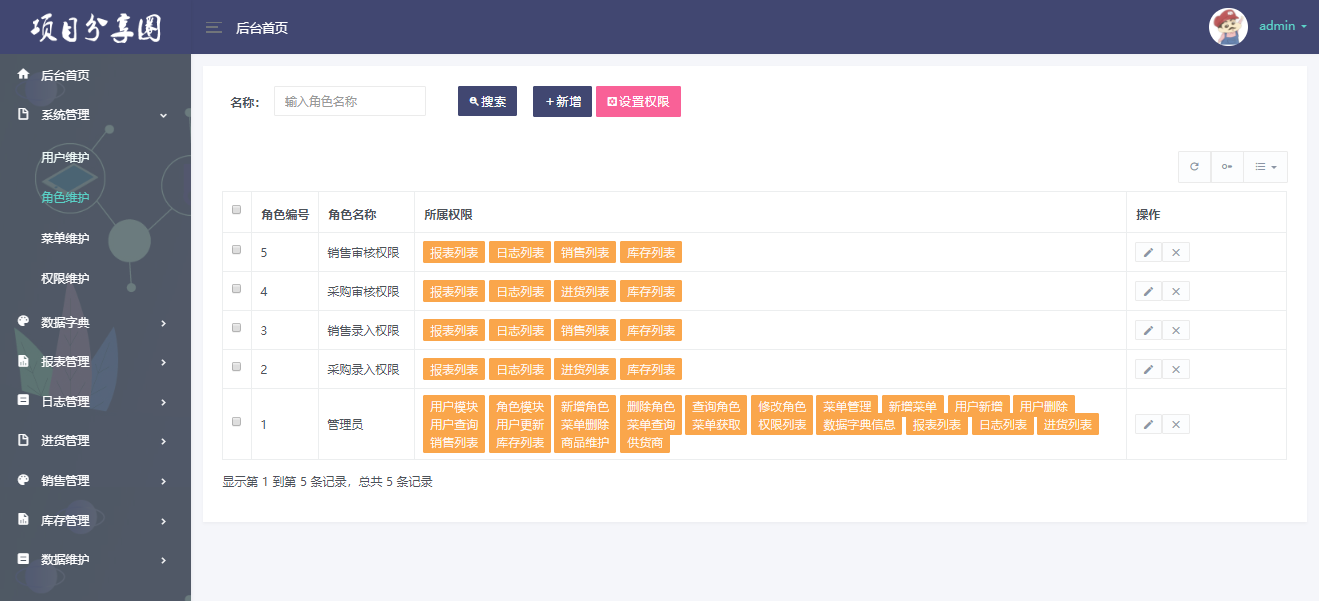 项目分享圈
后台首页
admin
后台首页
系统管理
用户维护
角色维护
菜单维护
权限维护
数据字典
报表管理
日志管理
进货管理
销售管理
库存管理
数据维护
名称: 输入角色名称 搜索 +新增 设置权限
角色编号 角色名称 所属权限 操作
5 销售审核权限 报表列表 日志列表 销售列表 库存列表
4 采购审核权限 报表列表 日志列表 进货列表 库存列表
3 销售录入权限 报表列表 日志列表 销售列表 库存列表
2 采购录入权限 报表列表 日志列表 进货列表 库存列表
用户模块 角色模块 新增角色 删除角色 查询角色 修改角色 菜单管理 新增菜单 用户新增 用户删除
1 管理员 用户查询 用户更新 菜单删除 菜单查询 菜单获取 权限列表 数据字典信息 报表列表 日志列表 进货列表
销售列表 库存列表 商品维护 供货商
显示第 1 到第 5 条记录，总共 5 条记录